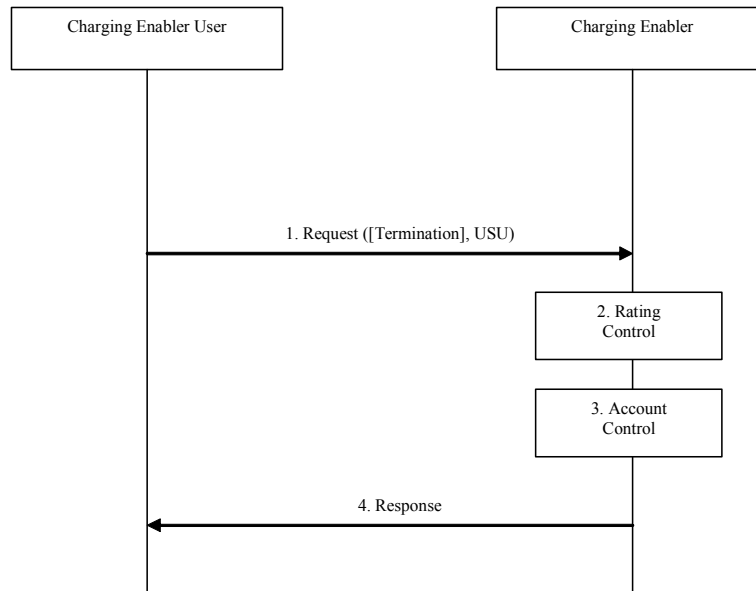 Charging Enabler User
Charging Enabler
1. Request ([Termination], USU)
2. Rating
Control
3. Account
Control
4. Response